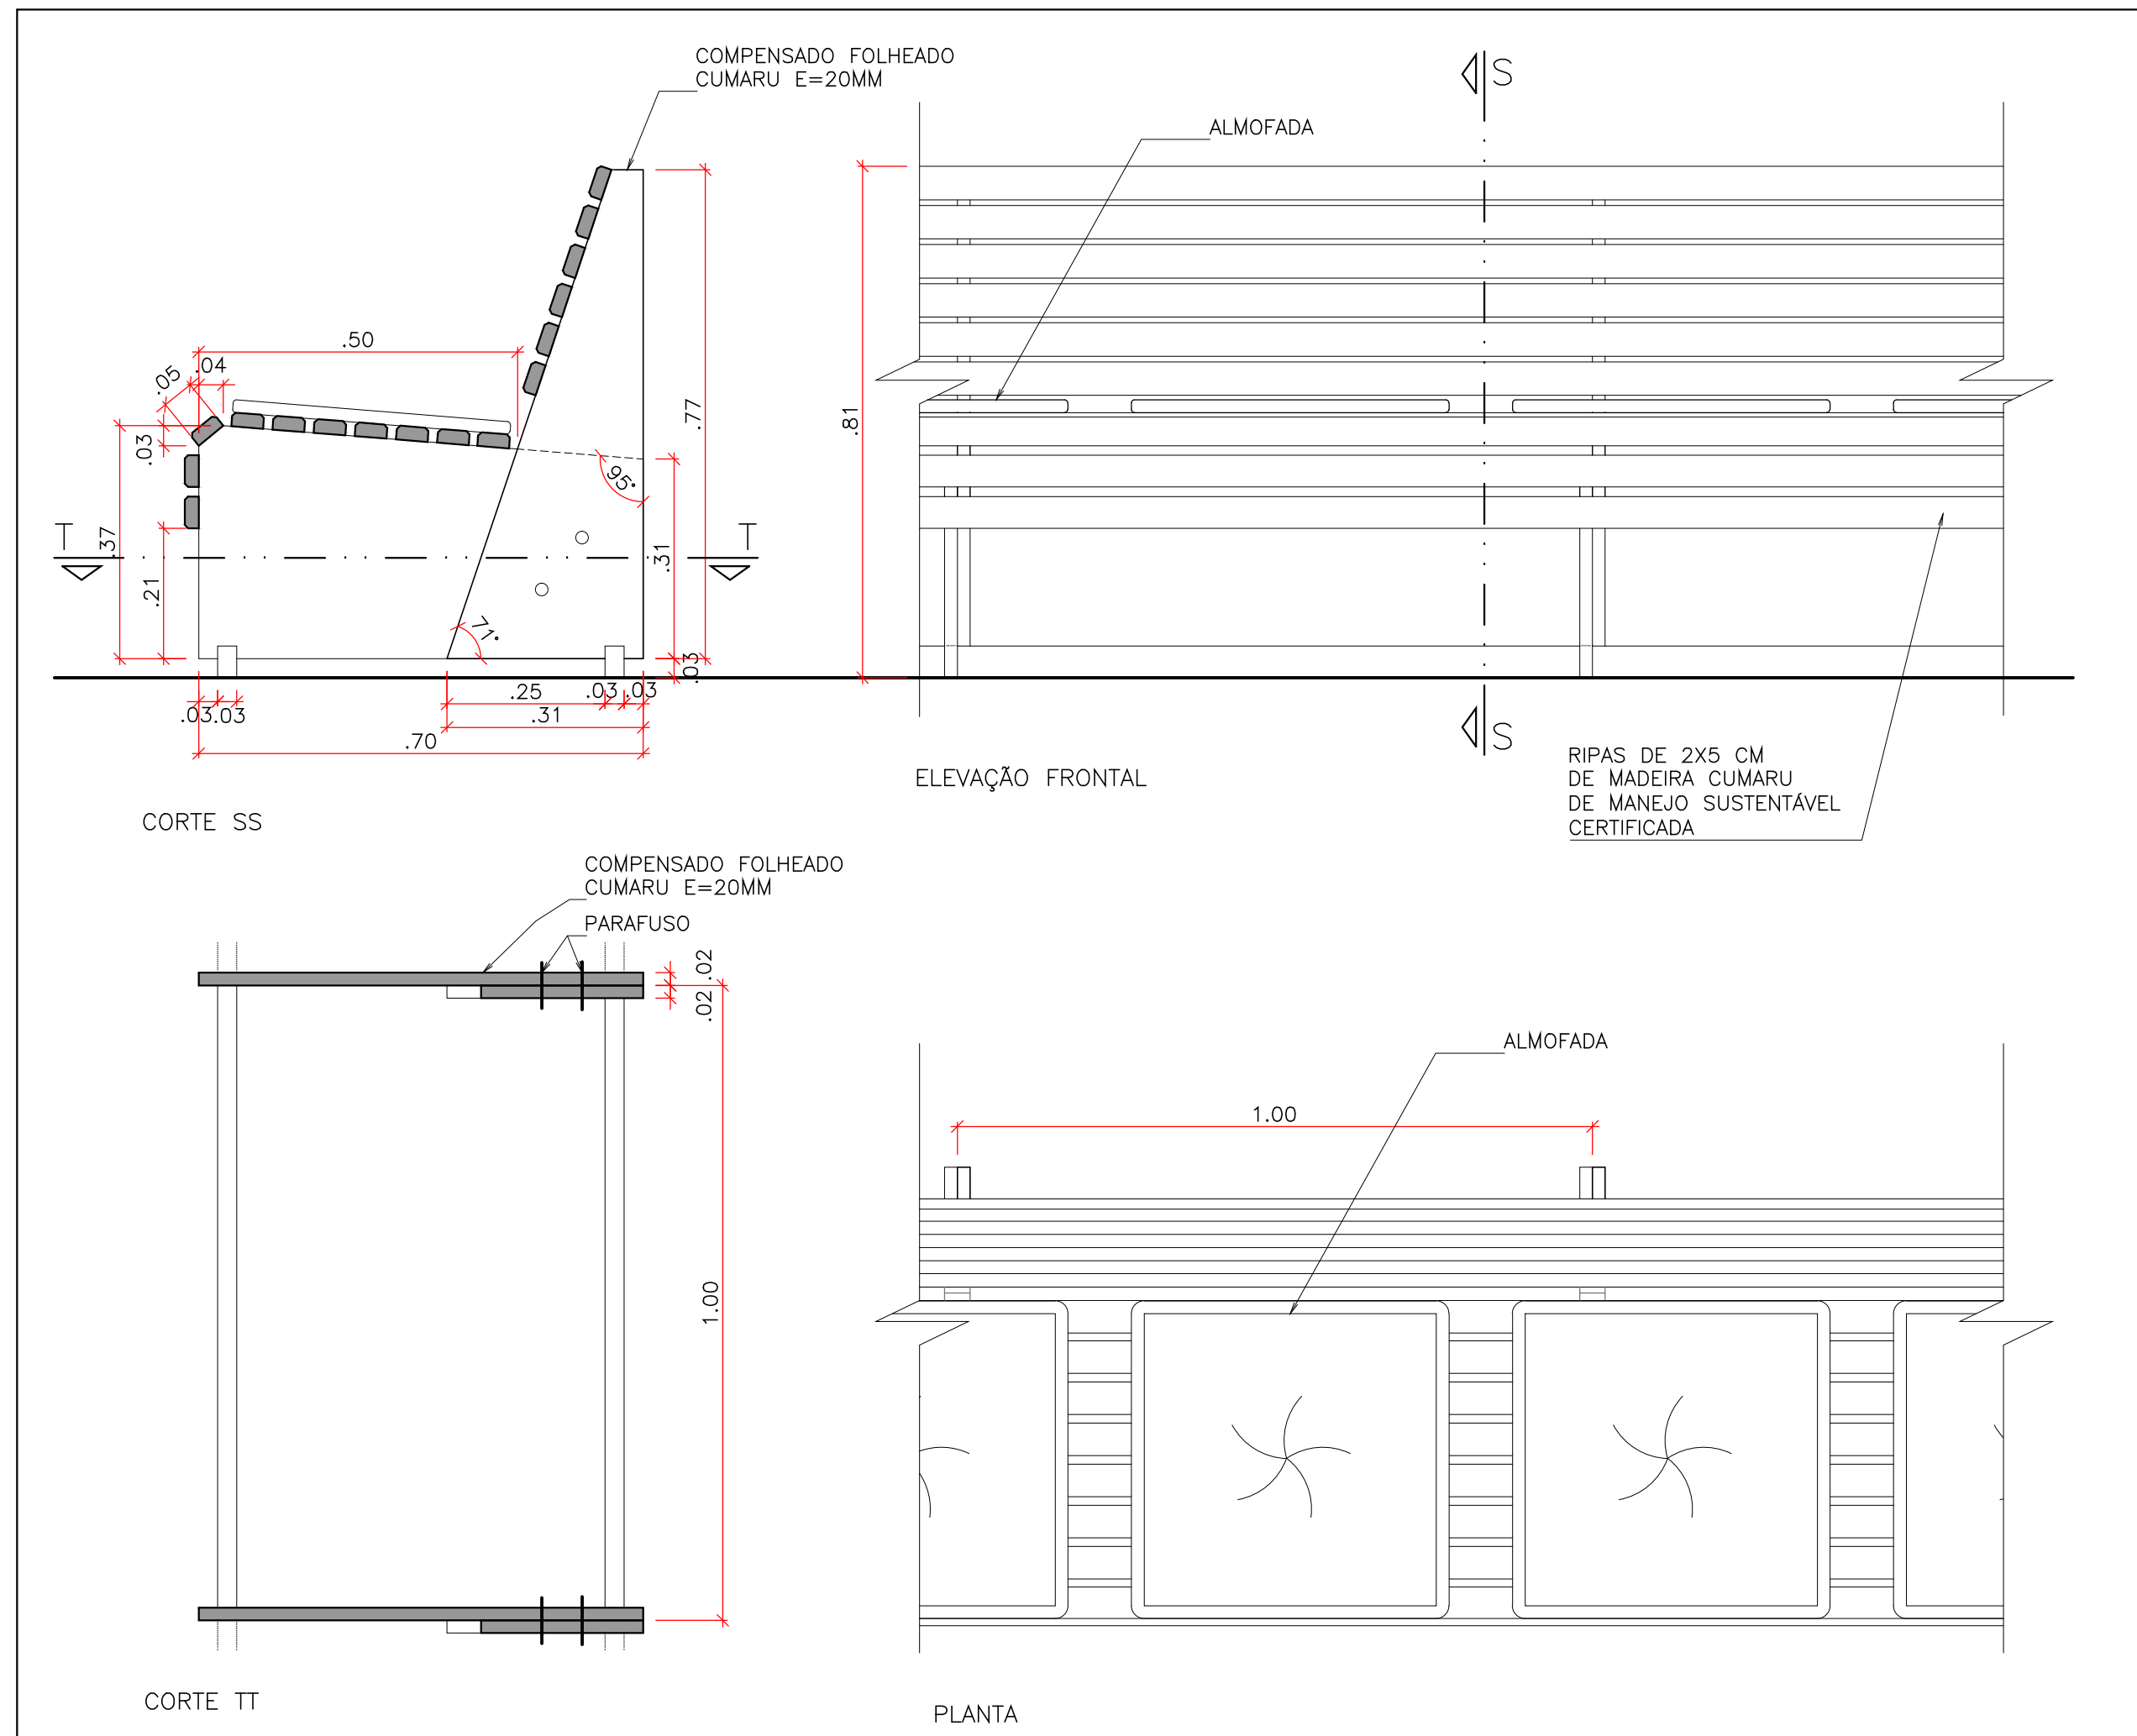 COMPENSADO FOLHEADO
CUMARU E=20MM
S
ALMOFADA
.50
.05
.04
.03
.37
.21
.77
.81
95°
.31
71°
T
T
.03
.25
.03
.03
.03
.03
.31
.70
S
ELEVAÇÃO FRONTAL
RIPAS DE 2X5 CM
DE MADEIRA CUMARU
DE MANEJO SUSTENTÁVEL
CERTIFICADA
CORTE SS
COMPENSADO FOLHEADO
CUMARU E=20MM
PARAFUSO
.02
.02
1.00
ALMOFADA
1.00
CORTE TT
PLANTA